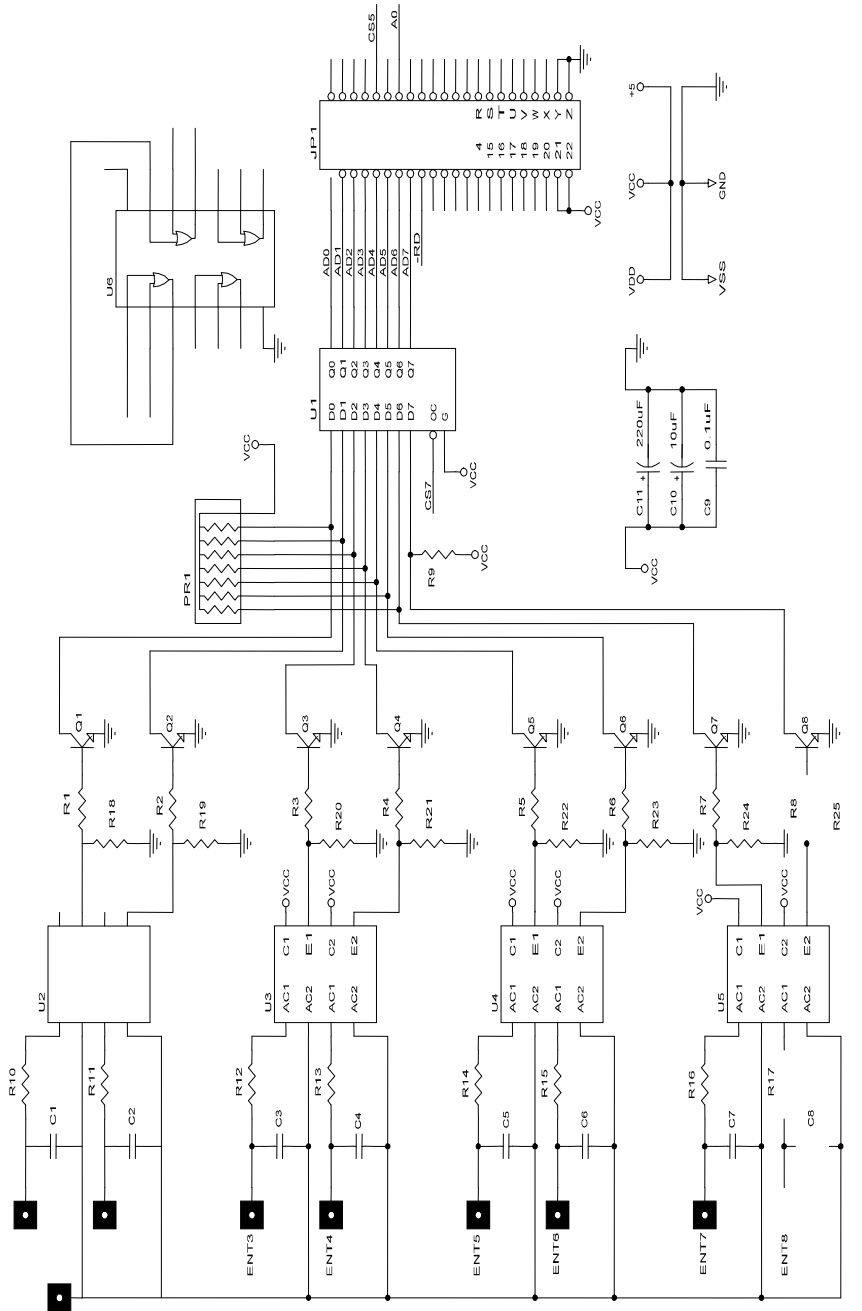 CS5
A0
JP1
R
S
T
U
V
W
X
Y
Z
4
15
16
17
18
19
20
21
22
+5
VCC
VDD
GND
VSS
VCC
AD0
AD1
AD2
AD3
AD4
AD5
AD6
AD7
-RD
U6
U1
Q0
Q1
Q2
Q3
Q4
Q5
Q6
Q7
D0
D1
D2
D3
D4
D5
D6
D7
OC
G
CS7
VCC
VCC
PR1
R9
VCC
C11
+
220uF
C10
+
10uF
C9
0.1uF
VCC
Q1
Q2
Q3
Q4
Q5
Q6
Q7
Q8
R1
R18
R2
R19
R3
R20
R4
R21
R5
R22
R6
R23
R7
R24
R8
R25
U2
U3
AC1
AC2
AC1
AC2
C1
E1
C2
E2
VCC
VCC
U4
AC1
AC2
AC1
AC2
C1
E1
C2
E2
VCC
VCC
U5
AC1
AC2
AC1
AC2
C1
E1
C2
E2
VCC
VCC
R10
R11
R12
R13
R14
R15
R16
R17
C1
C2
C3
C4
C5
C6
C7
C8
ENT3
ENT4
ENT5
ENT6
ENT7
ENT8